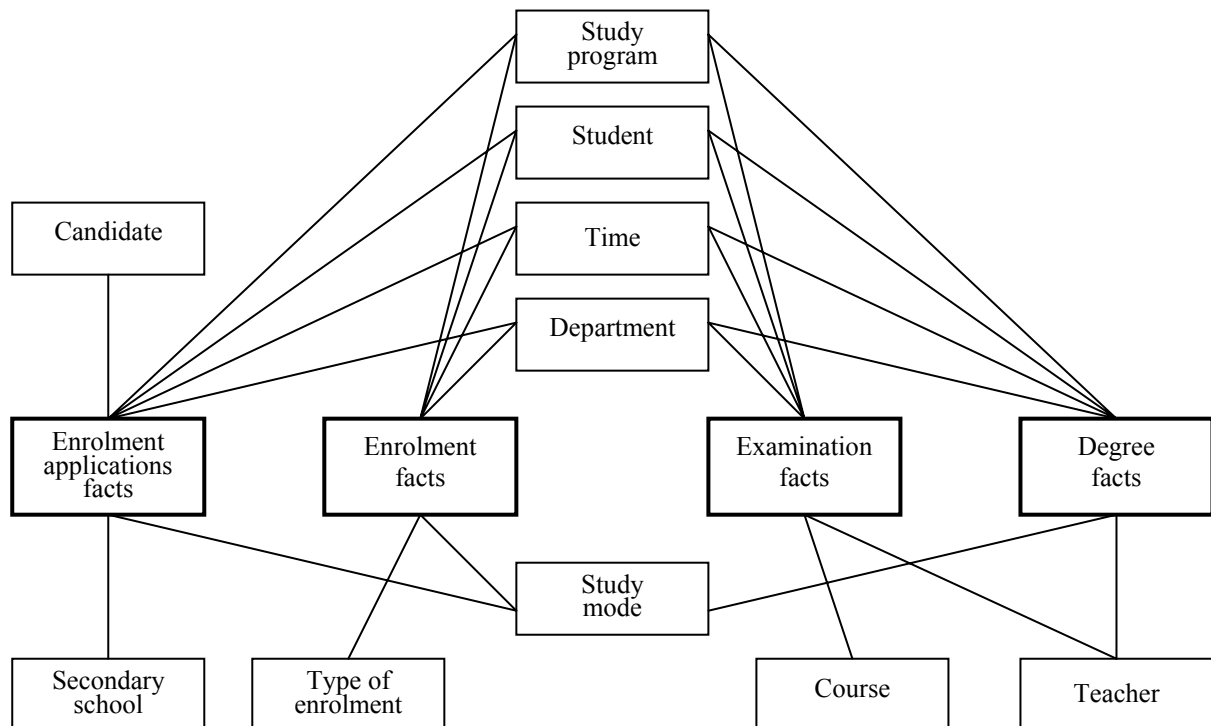 Study
program
Student
Candidate
Time
Department
Enrolment
applications
facts
Enrolment
facts
Examination
facts
Degree
facts
Study
mode
Secondary
school
Type of
enrolment
Course
Teacher